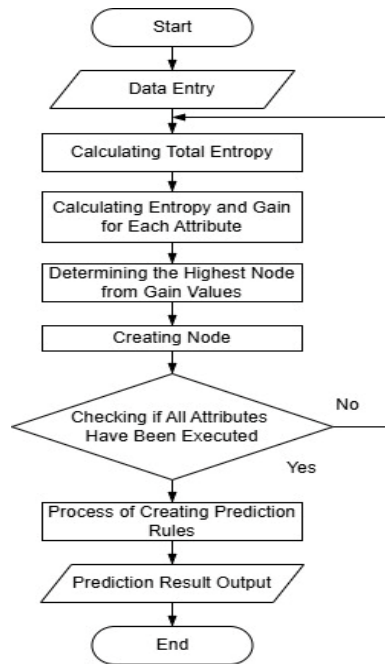 Start
Data Entry
Calculating Total Entropy
Calculating Entropy and Gain
for Each Attribute
Determining the Highest Node
from Gain Values
Creating Node
Checking if All Attributes
Have Been Executed
No
Yes
Process of Creating Prediction
Rules
Prediction Result Output
End